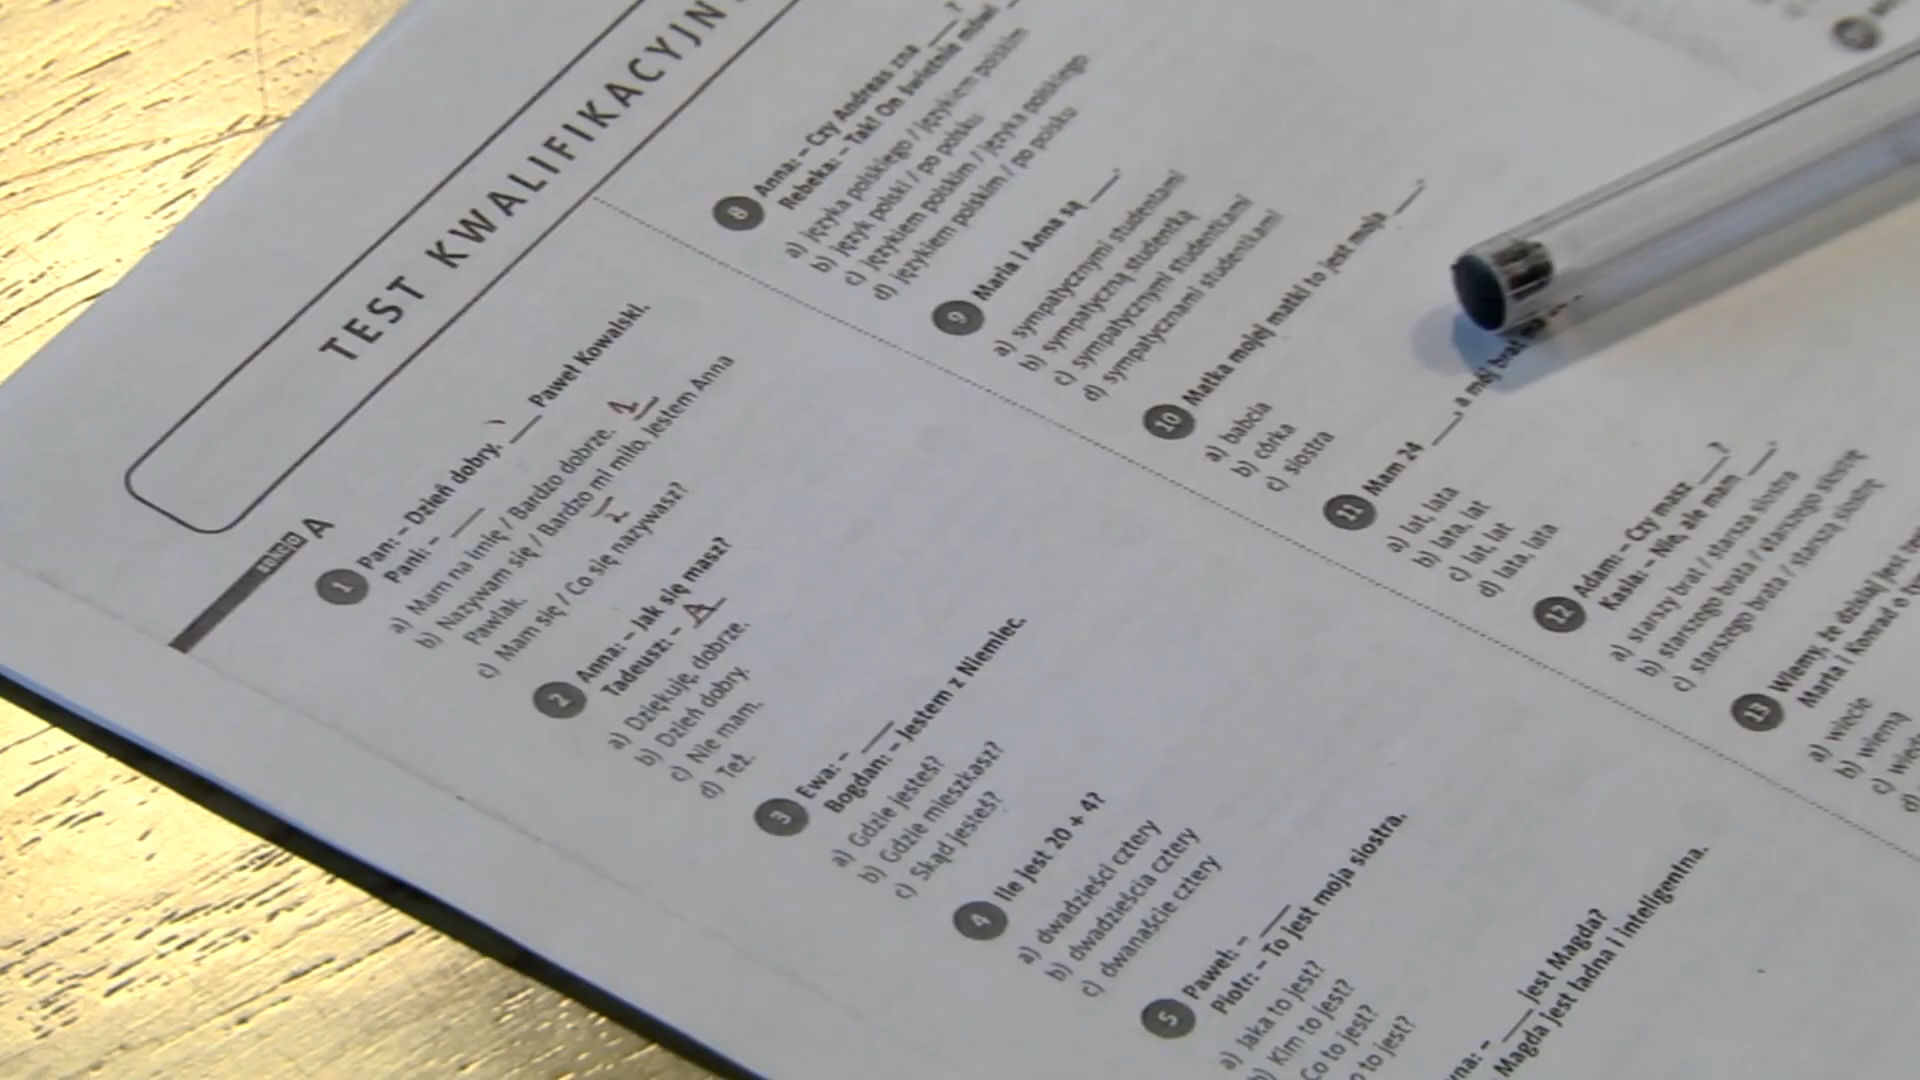 TEST KWALIFIKACYJN
A
1 Pan: – Dzień dobry, ___ Paweł Kowalski.
Pani: – ___
a) Mam na imię / Bardzo dobrze.
b) Nazywam się / Bardzo mi miło, jestem Anna
Pawlak.
c) Mam się / Co się nazywasz?
1
2
2 Anna: – Jak się masz?
Tadeusz: – A
a) Dziękuję, dobrze.
b) Dzień dobry.
c) Nie mam.
d) Też.
3 Ewa: – ___
Bogdan: – Jestem z Niemiec.
a) Gdzie jesteś?
b) Gdzie mieszkasz?
c) Skąd jesteś?
4 Ile jest 20 + 4?
a) dwadzieści cztery
b) dwadzieścia cztery
c) dwanaście cztery
5 Paweł: – ___
Piotr: – To jest moja siostra.
a) Jaka to jest?
b) Kim to jest?
Co to jest?
to jest?
– ___ jest Magda?
Magda jest ładna i inteligentna.
8 Anna: – Czy Andreas zna ___?
Rebeka: – Tak! On świetnie mówi
a) języka polskiego / językiem polskim
b) język polski / po polsku
c) językiem polskim / języka polskiego
d) językiem polskim / po polsku
9 Maria i Anna są ___.
a) sympatycznymi studentami
b) sympatyczną studentką
c) sympatycznymi studentkami
d) sympatycznami studentkami
10 Matka mojej matki to jest moja ___.
a) babcia
b) córka
c) siostra
11 Mam 24 ___, a mój brat
a) lat, lata
b) lata, lat
c) lat, lat
d) lata, lata
12 Adam: – Czy masz ___?
Kasia: – Nie, ale mam ___.
a) starszy brat / starsza siostra
b) starszego brata / starszego siostrę
c) starszego brata / starszą siostrę
13 Wiemy, że dzisiaj jest
Marta i Konrad o
a) wiecie
b) wiemą
c)
d)